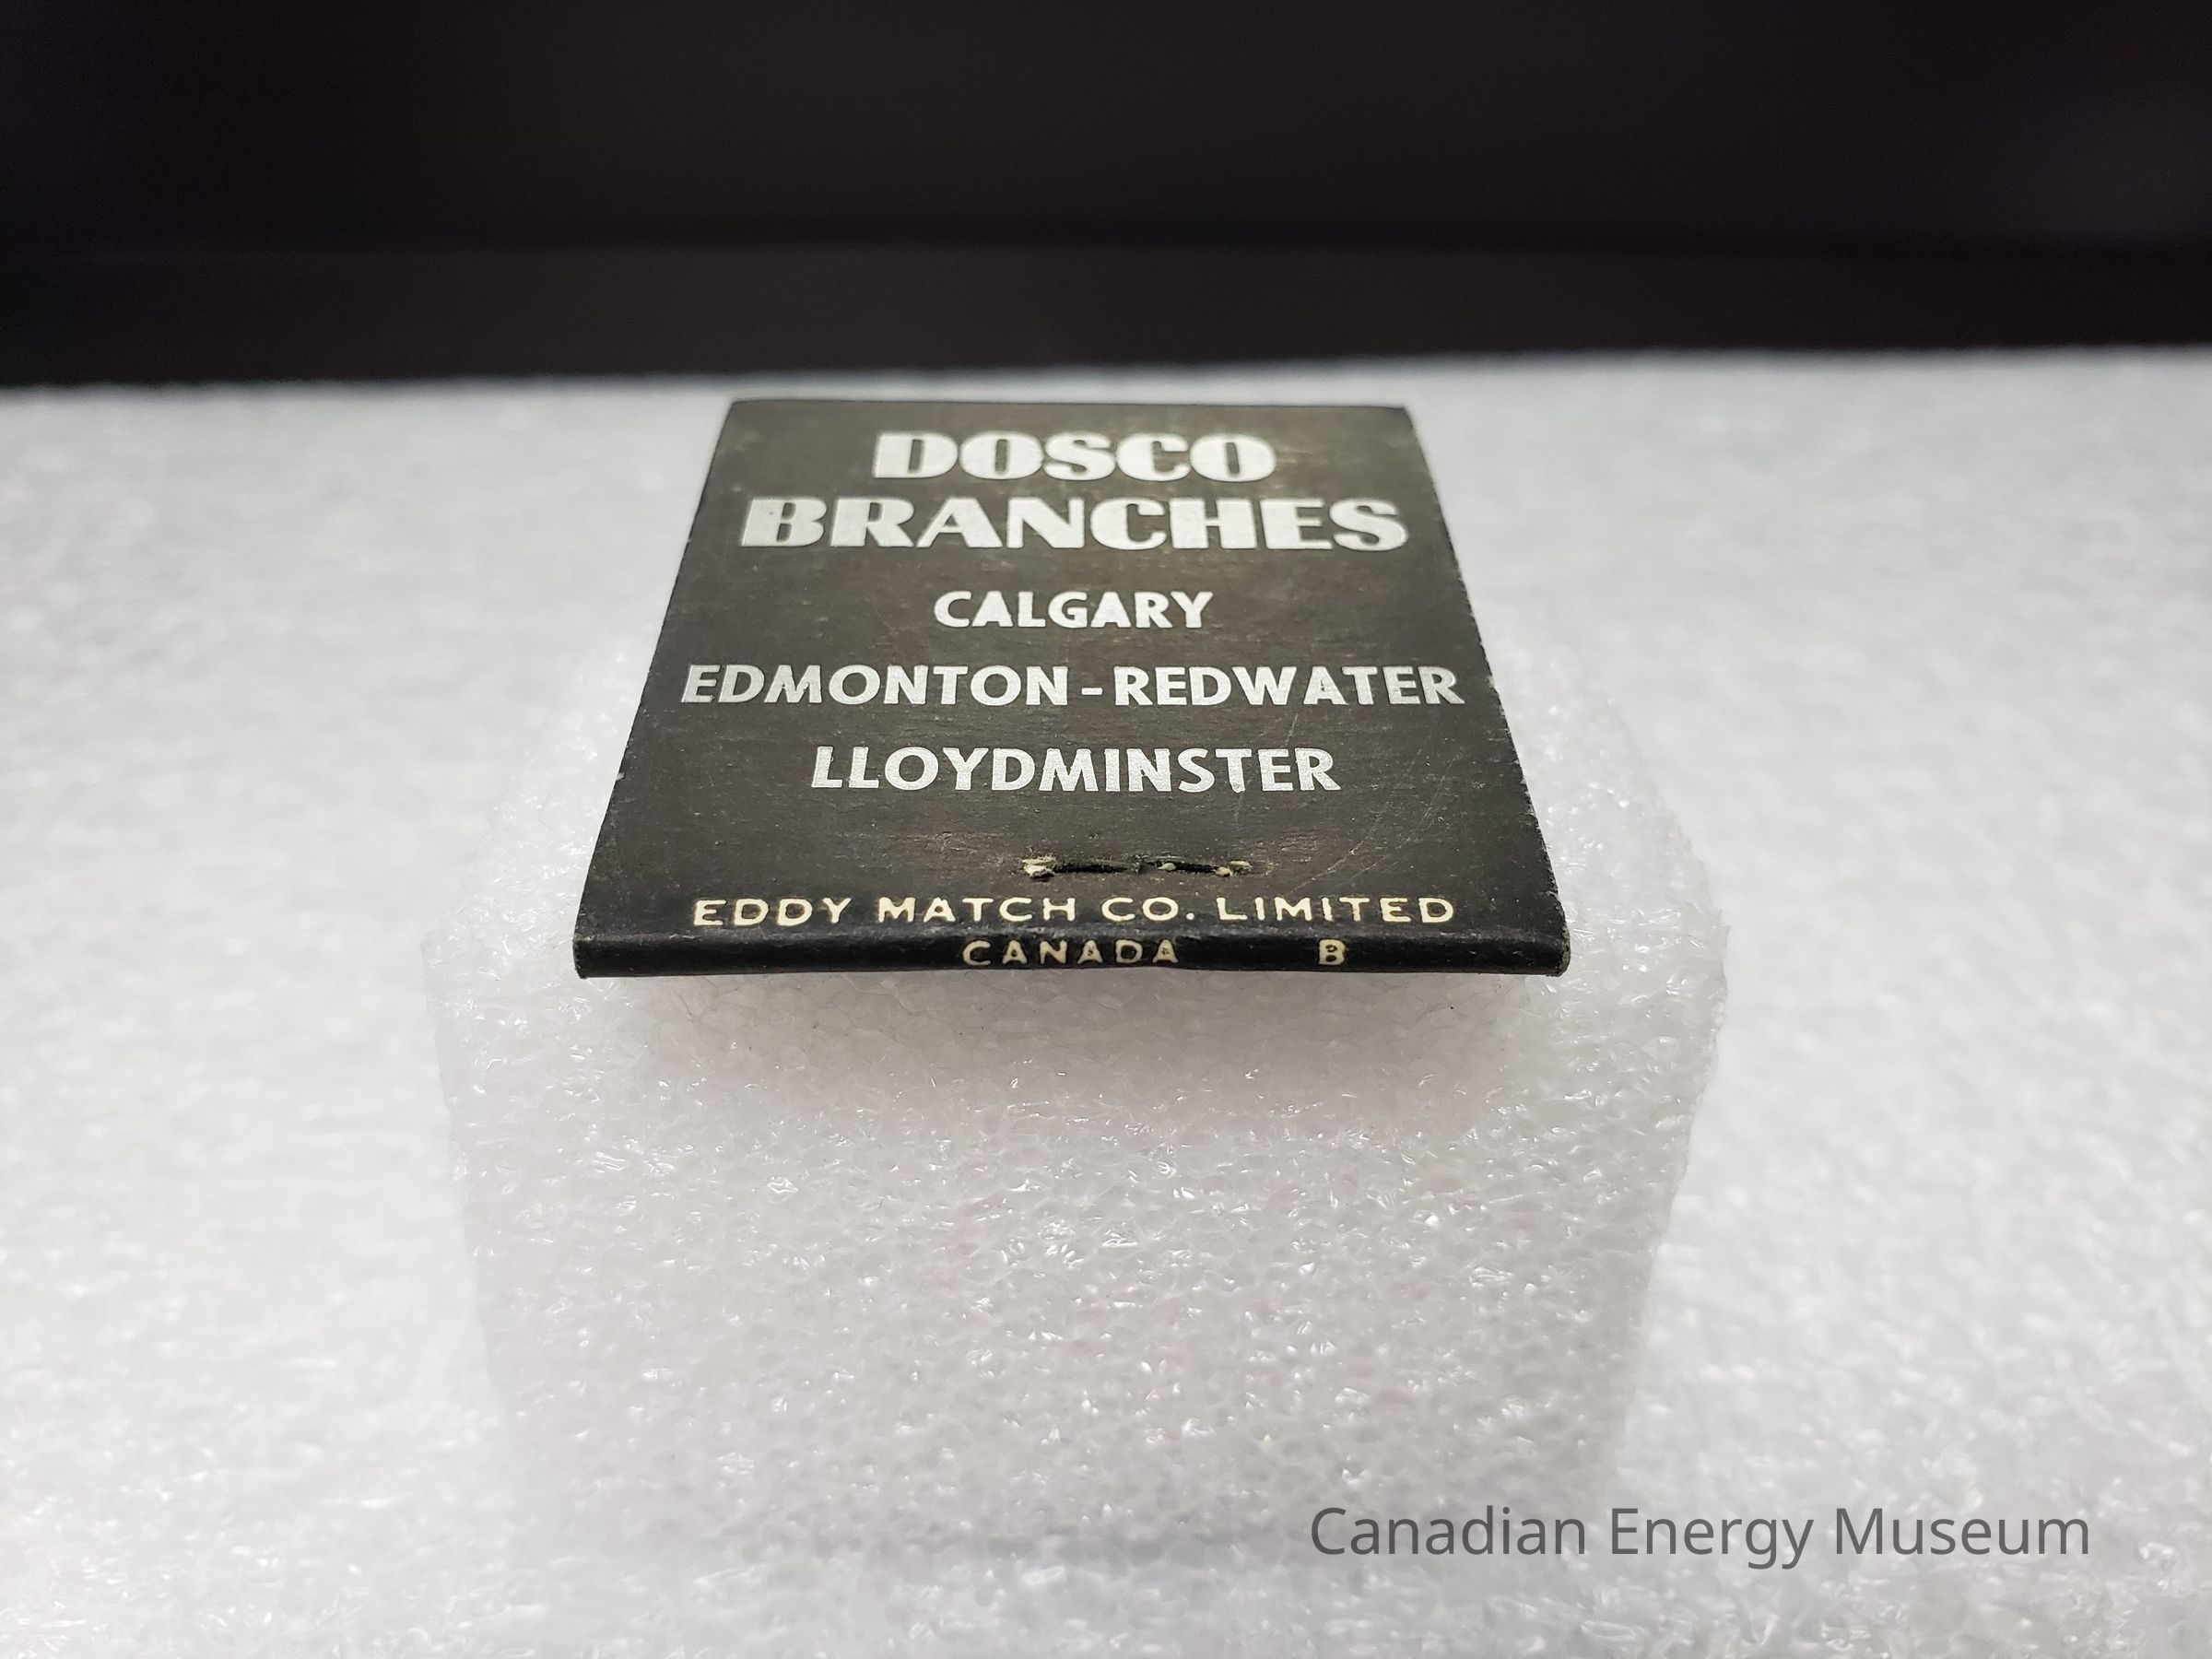 DOSCO
BRANCHES
CALGARY
EDMONTON-REDWATER
LLOYDMINSTER
EDDY MATCH CO. LIMITED
CANADA B
Canadian Energy Museum